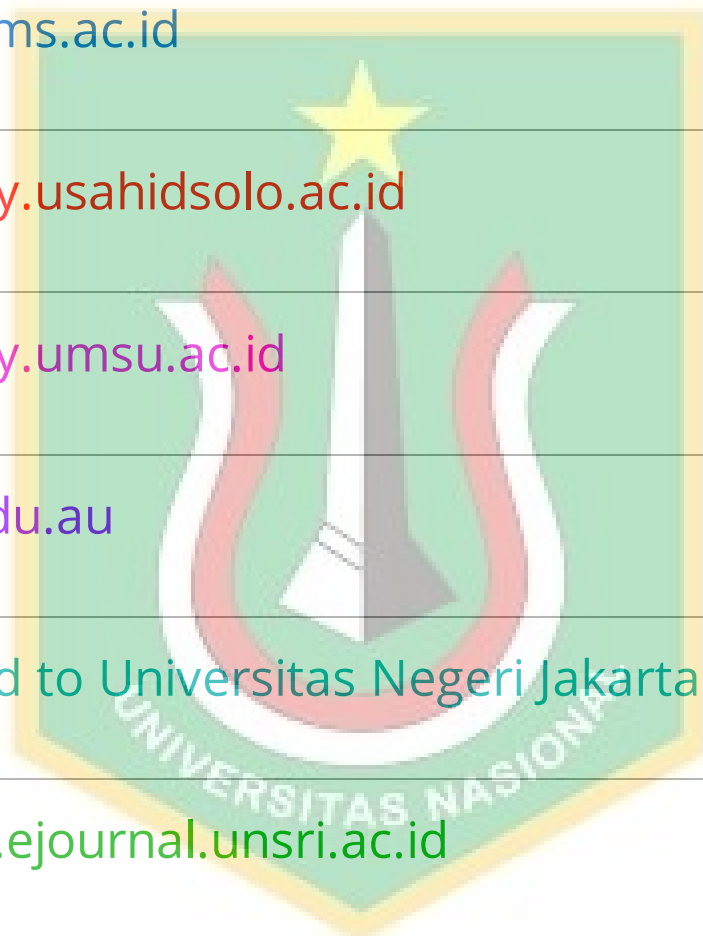 ms.ac.id
y.usahidsolo.ac.id
y.umsu.ac.id
du.au
d to Universitas Negeri Jakarta
UNIVERSITAS NASIONAL
.ejournal.unsri.ac.id